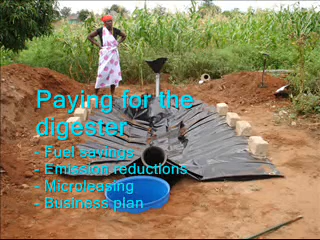 Paying for the
digester
- Fuel savings
- Emission reductions
- Microleasing
- Business plan